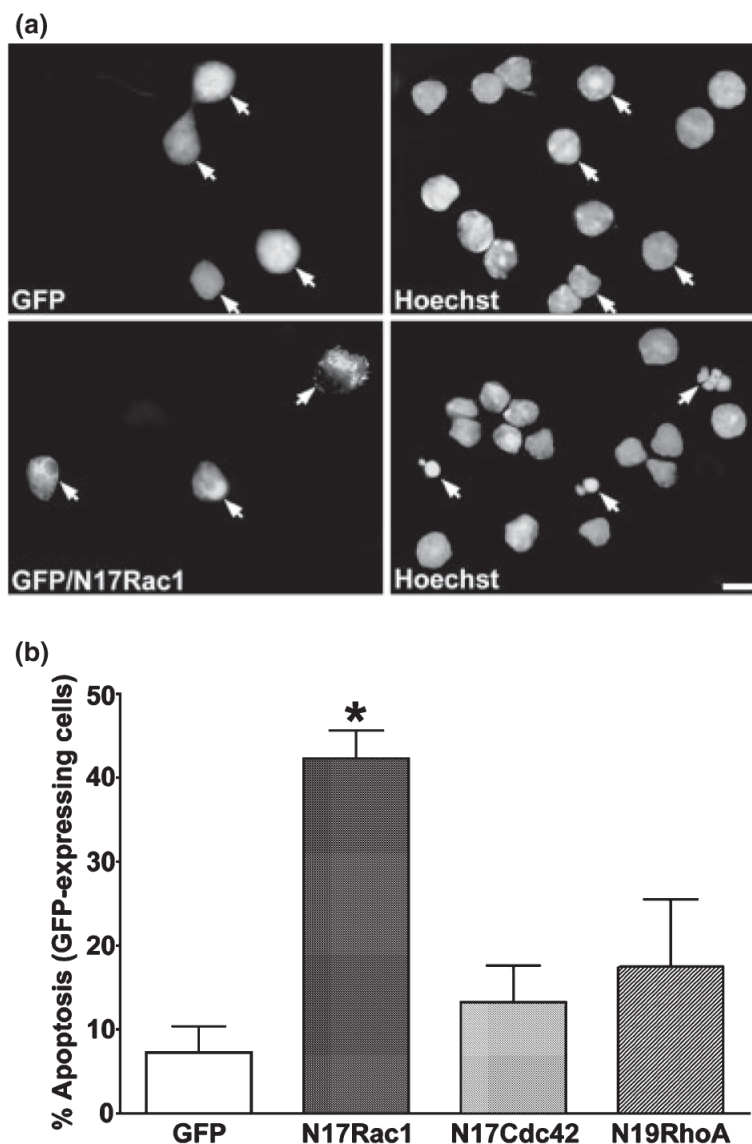 (a)
GFP
Hoechst
GFP/N17Rac1
Hoechst
(b)
% Apoptosis (GFP-expressing cells)
50
40
30
20
10
0
*
GFP
N17Rac1
N17Cdc42
N19RhoA